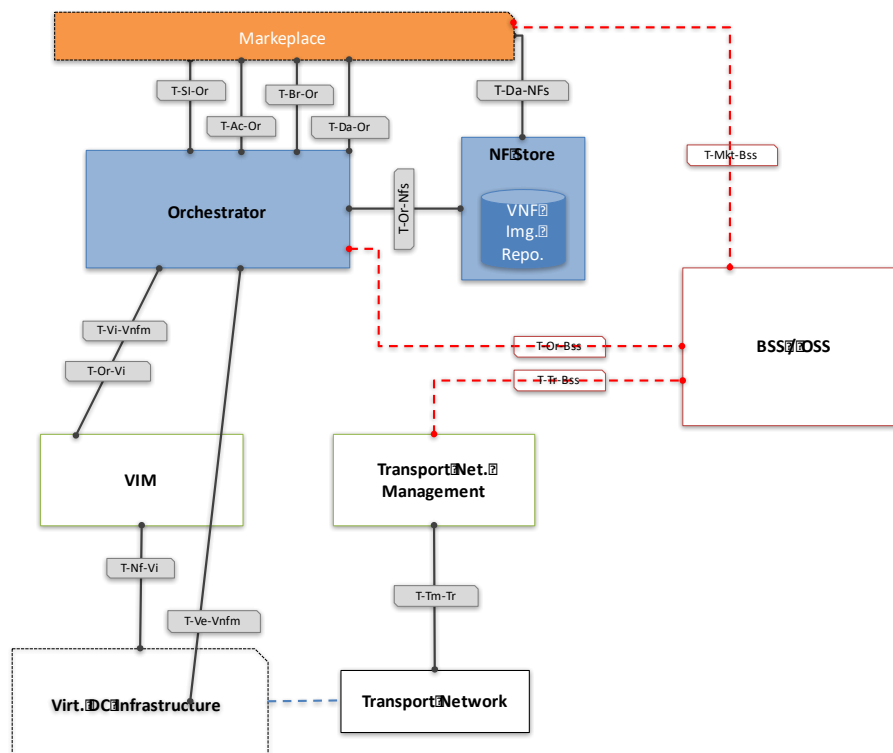 Markeplace
T-SI-Or
T-Br-Or
T-Da-NFs
T-Ac-Or
T-Da-Or
NF Store
T-Mkt-Bss
Orchestrator
T-Or-Nfs
VNF
Img.
Repo.
T-Vi-Vnfm
T-Or-Bss
BSS / OSS
T-Or-Vi
T-Tr-Bss
VIM
Transport Net.
Management
T-Nf-Vi
T-Tm-Tr
T-Ve-Vnfm
Virt. DC Infrastructure
Transport Network